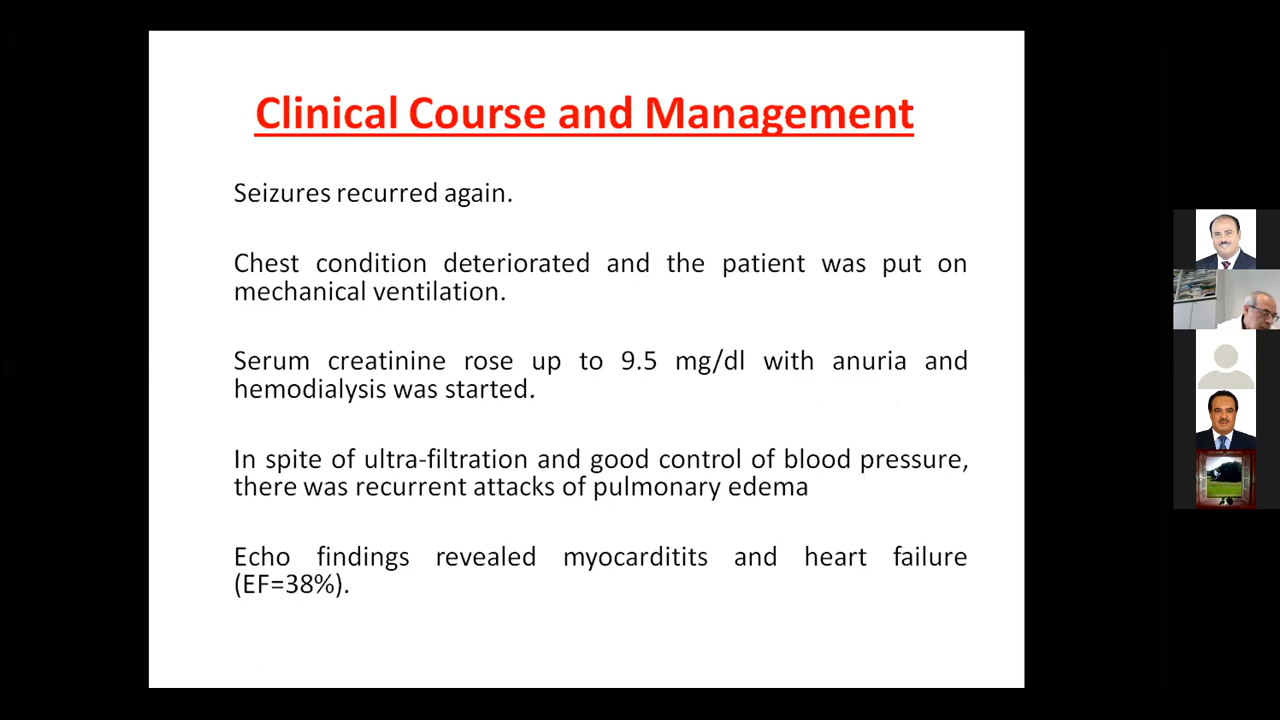 Clinical Course and Management
Seizures recurred again.
Chest condition deteriorated and the patient was put on
mechanical ventilation.
Serum creatinine rose up to 9.5 mg/dl with anuria and
hemodialysis was started.
In spite of ultra-filtration and good control of blood pressure,
there was recurrent attacks of pulmonary edema
Echo findings revealed myocarditits and heart failure
(EF=38%).